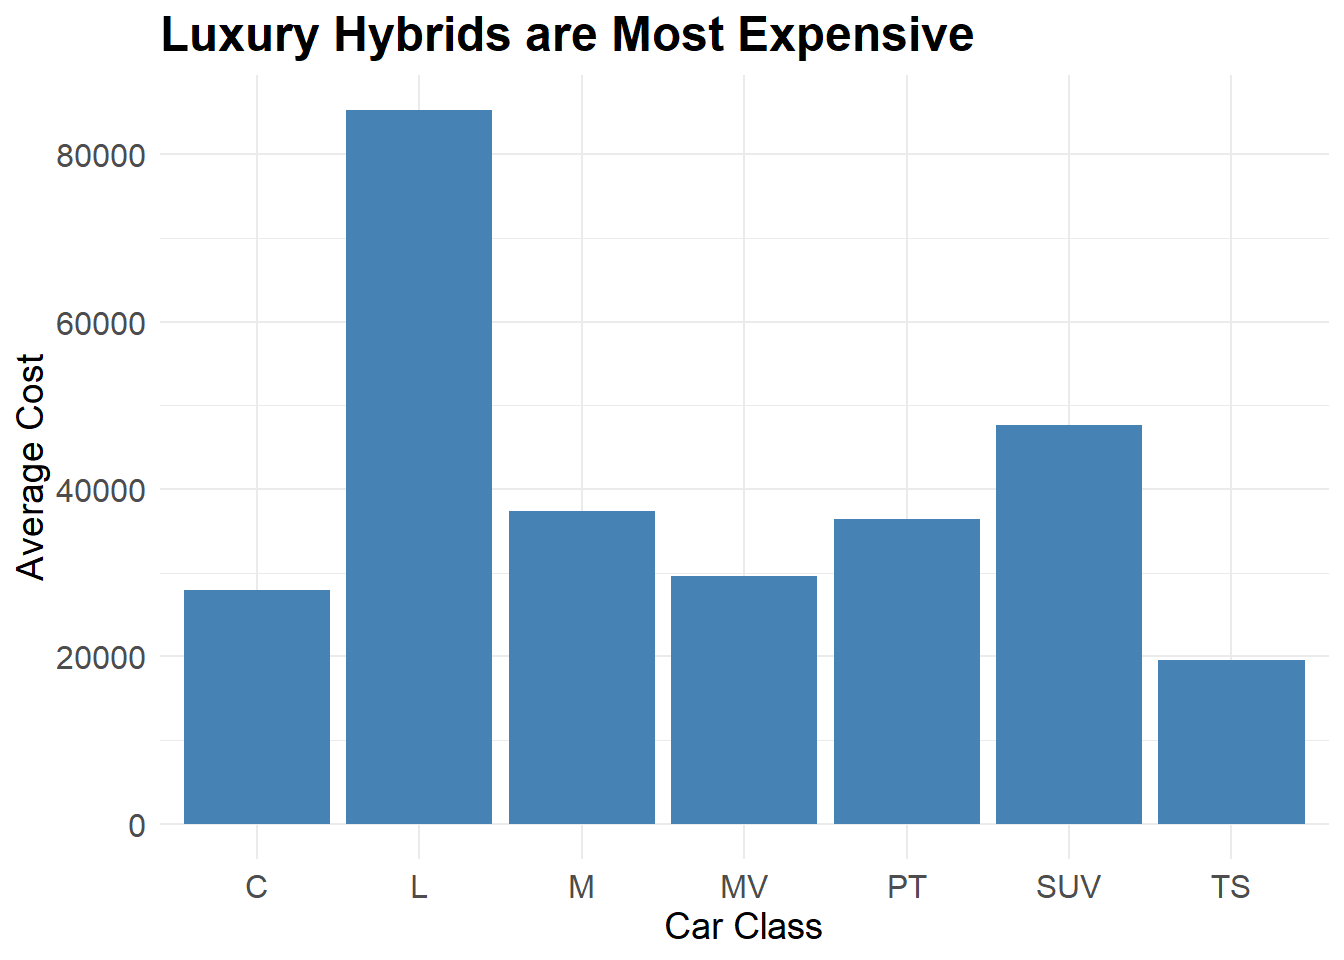 Luxury Hybrids are Most Expensive
80000
60000
40000
20000
0
Average Cost
C L M MV PT SUV TS
Car Class